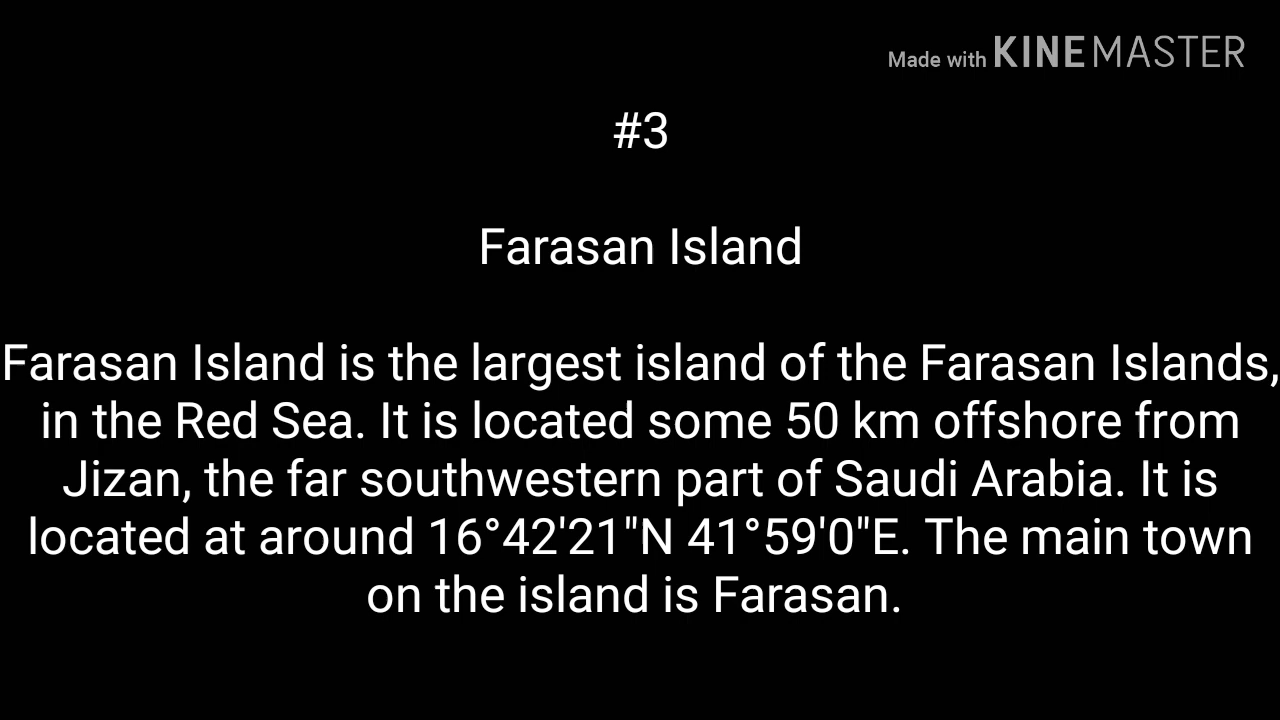 Made with KINEMASTER
#3
Farasan Island
Farasan Island is the largest island of the Farasan Islands,
in the Red Sea. It is located some 50 km offshore from
Jizan, the far southwestern part of Saudi Arabia. It is
located at around 16°42'21"N 41°59'0"E. The main town
on the island is Farasan.